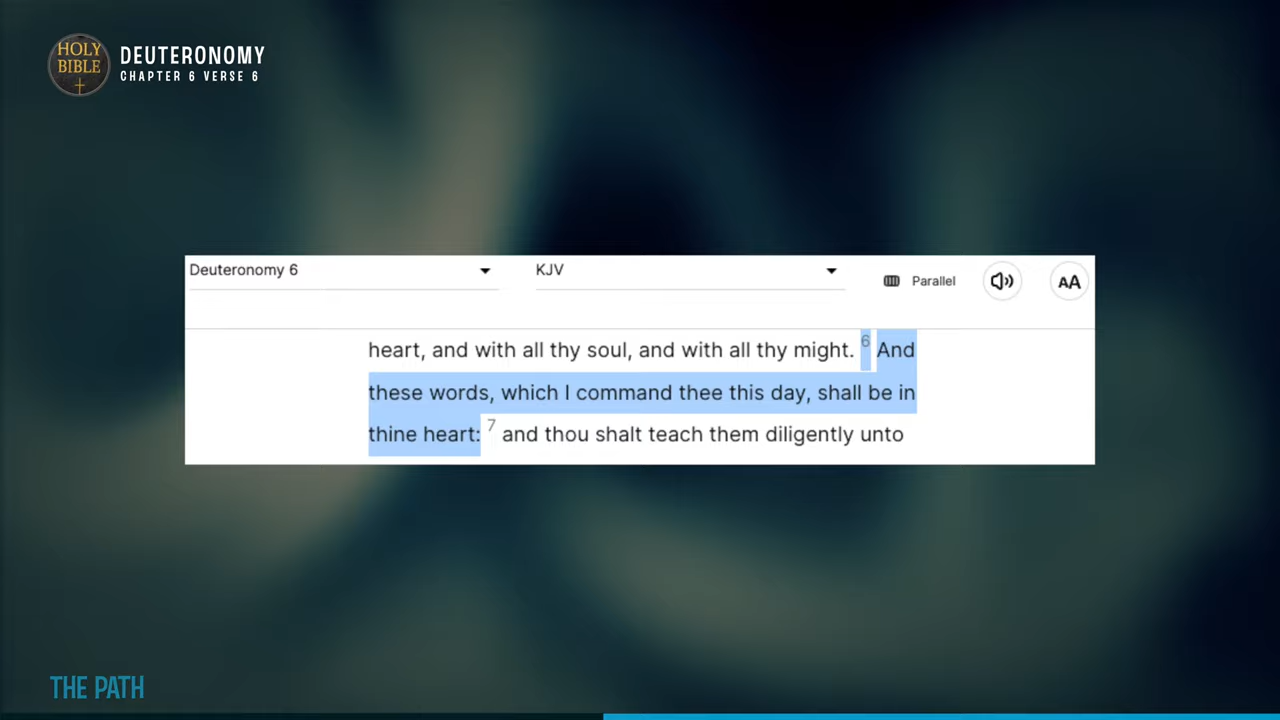 HOLY
BIBLE
DEUTERONOMY
CHAPTER 6 VERSE 6
Deuteronomy 6
KJV
Parallel
AA
heart, and with all thy soul, and with all thy might. 6 And
these words, which I command thee this day, shall be in
thine heart: 7 and thou shalt teach them diligently unto
THE PATH